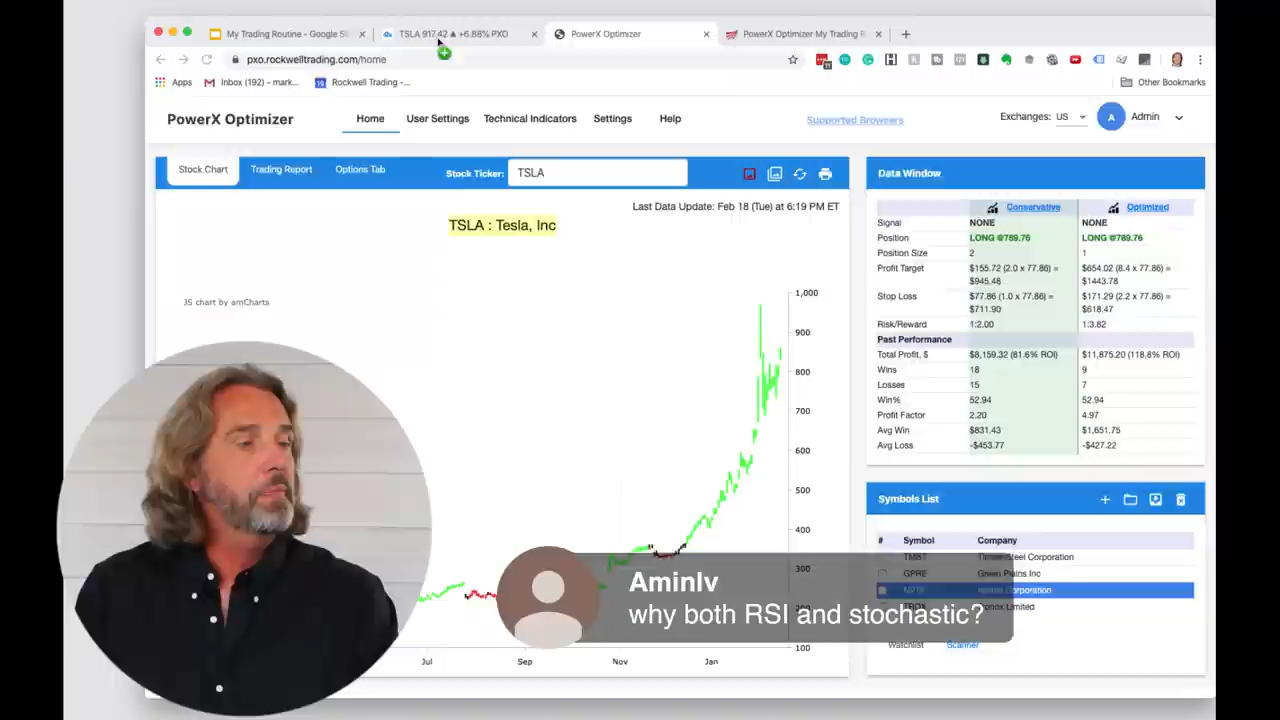 My Trading Routine - Google Sli
TSLA 917.42 ▲ +6.88% PXO
PowerX Optimizer
PowerX Optimizer My Trading R
pxo.rockwelltrading.com/home
Apps
Inbox (192) - mark...
Rockwell Trading -...
Other Bookmarks
PowerX Optimizer
Home
User Settings
Technical Indicators
Settings
Help
Supported Browsers
Exchanges: US
A
Admin
Stock Chart
Trading Report
Options Tab
Stock Ticker:
TSLA
Last Data Update: Feb 18 (Tue) at 6:19 PM ET
TSLA : Tesla, Inc
JS chart by amCharts
1,000
900
800
700
600
500
400
300
100
Jul
Sep
Nov
Jan
Data Window
Conservative Optimized
Signal NONE NONE
Position LONG @789.76 LONG @789.76
Position Size 2 1
Profit Target $155.72 (2.0 x 77.86) = $654.02 (8.4 x 77.86) =
$945.48 $1443.78
Stop Loss $77.86 (1.0 x 77.86) = $171.29 (2.2 x 77.86) =
$711.90 $618.47
Risk/Reward 1:2.00 1:3.82
Past Performance
Total Profit, $ $8,159.32 (81.6% ROI) $11,875.20 (118.8% ROI)
Wins 18 9
Losses 15 7
Win% 52.94 52.94
Profit Factor 2.20 4.97
Avg Win $831.43 $1,651.75
Avg Loss -$453.77 -$427.22
Symbols List
# Symbol Company
TMST TimkenSteel Corporation
GPRE Green Plains Inc
Corporation
TROX Tronox Limited
Watchlist Scanner
Aminlv
why both RSI and stochastic?